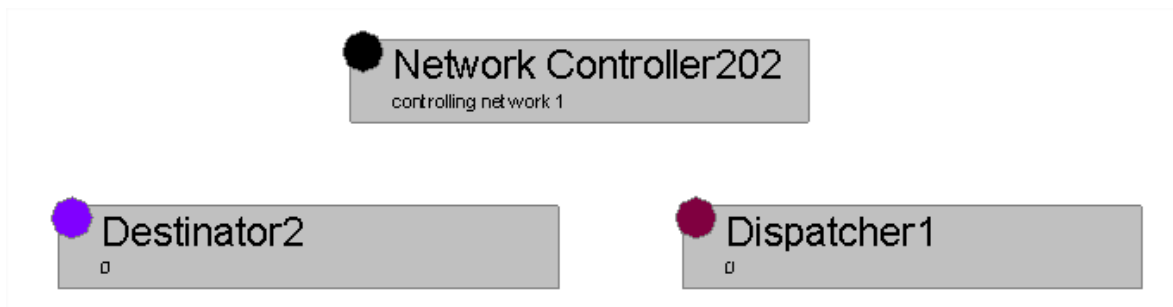 Network Controller202
controlling network 1
Destinator2
0
Dispatcher1
0